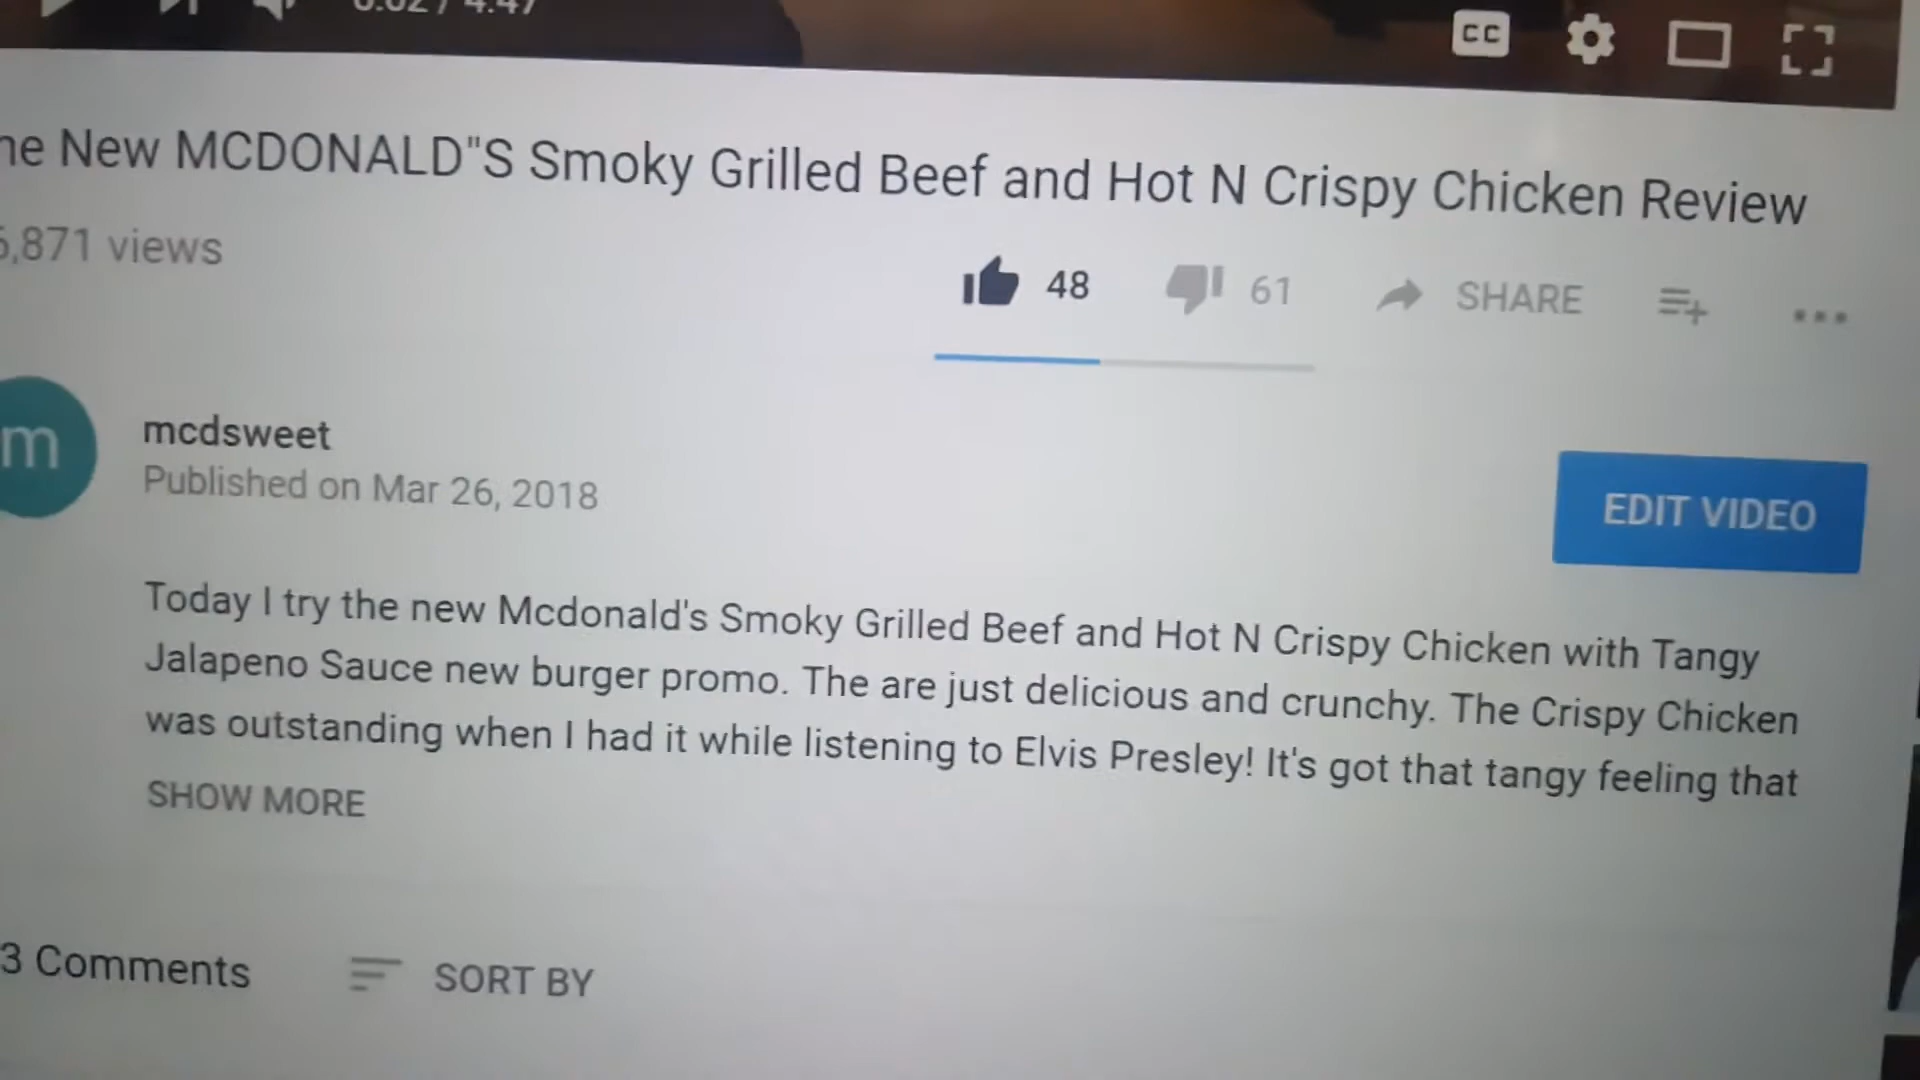 CC
New MCDONALD"S Smoky Grilled Beef and Hot N Crispy Chicken Review
,871 views
48
61
SHARE
m
mcdsweet
Published on Mar 26, 2018
EDIT VIDEO
Today I try the new Mcdonald's Smoky Grilled Beef and Hot N Crispy Chicken with Tangy
Jalapeno Sauce new burger promo. The are just delicious and crunchy. The Crispy Chicken
was outstanding when I had it while listening to Elvis Presley! It's got that tangy feeling that
SHOW MORE
3 Comments
SORT BY